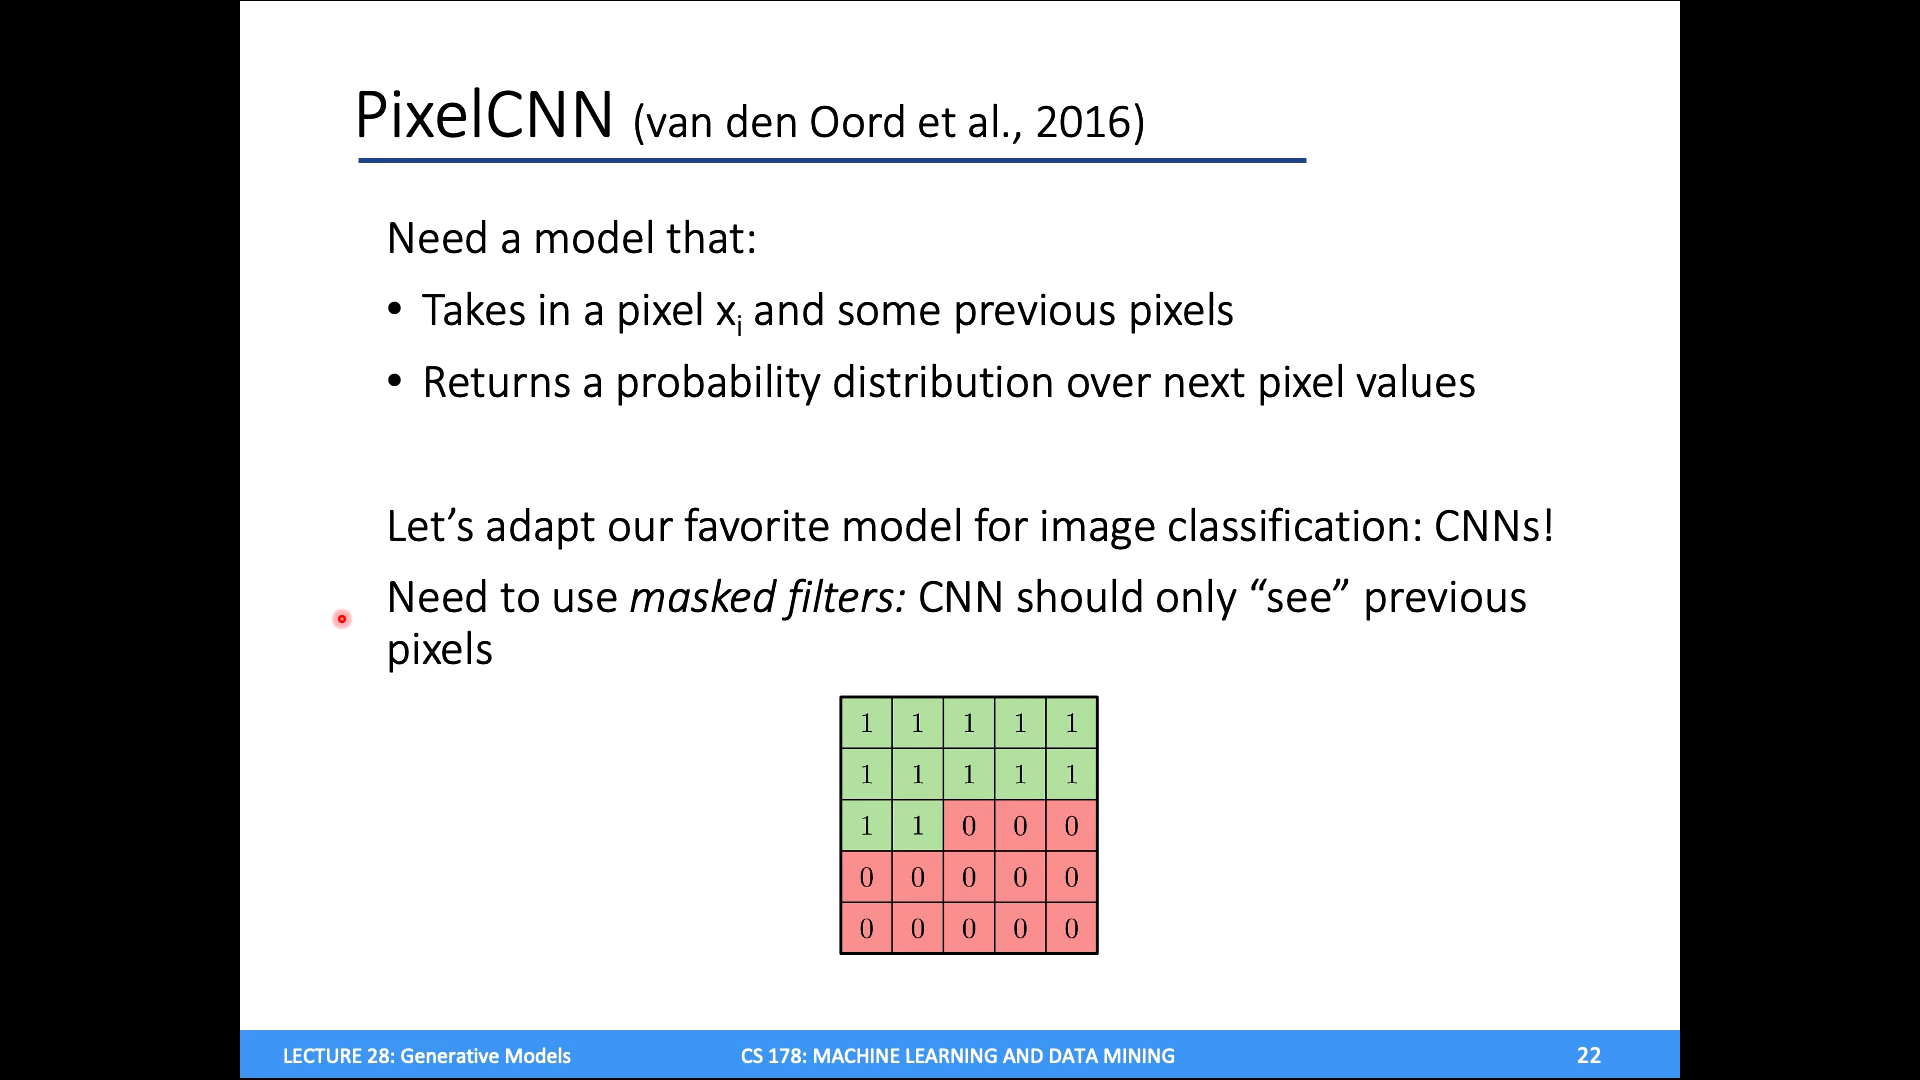 PixelCNN (van den Oord et al., 2016)
Need a model that:
• Takes in a pixel xi and some previous pixels
• Returns a probability distribution over next pixel values
Let’s adapt our favorite model for image classification: CNNs!
Need to use masked filters: CNN should only “see” previous
pixels
1 1 1 1 1
1 1 1 1 1
1 1 0 0 0
0 0 0 0 0
0 0 0 0 0
LECTURE 28: Generative Models CS 178: MACHINE LEARNING AND DATA MINING 22